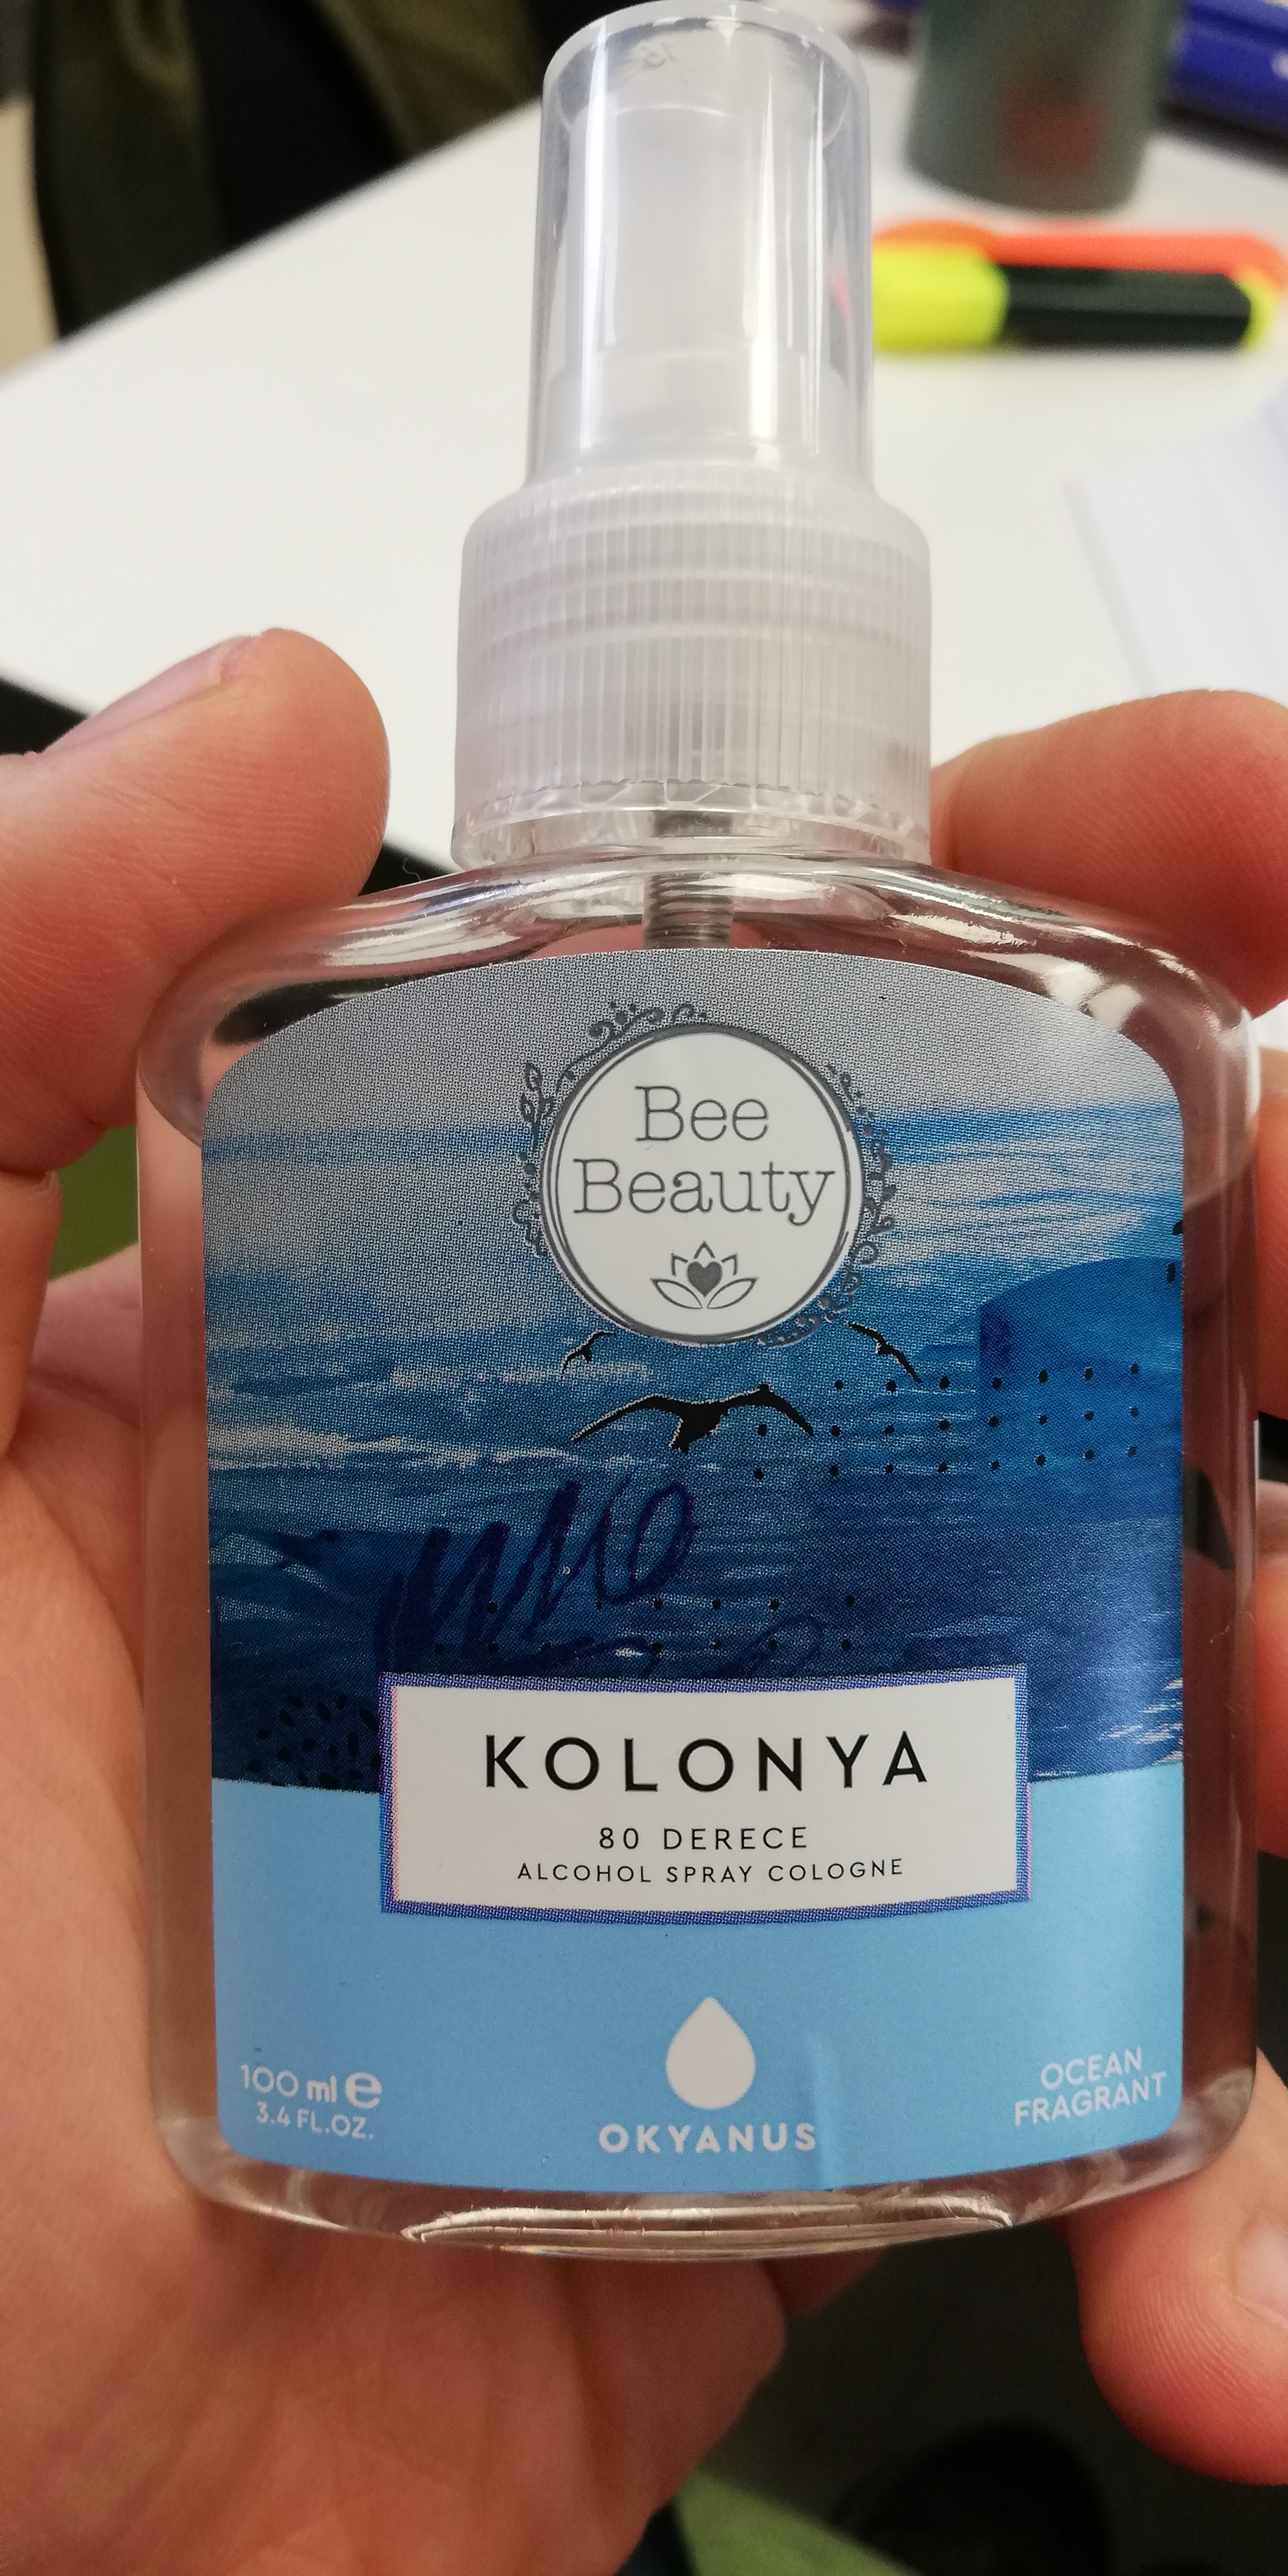 Bee
Beauty
KOLONYA
80 DERECE
ALCOHOL SPRAY COLOGNE
100 ml e
3.4 FL.OZ.
OKYANUS
OCEAN
FRAGRANT